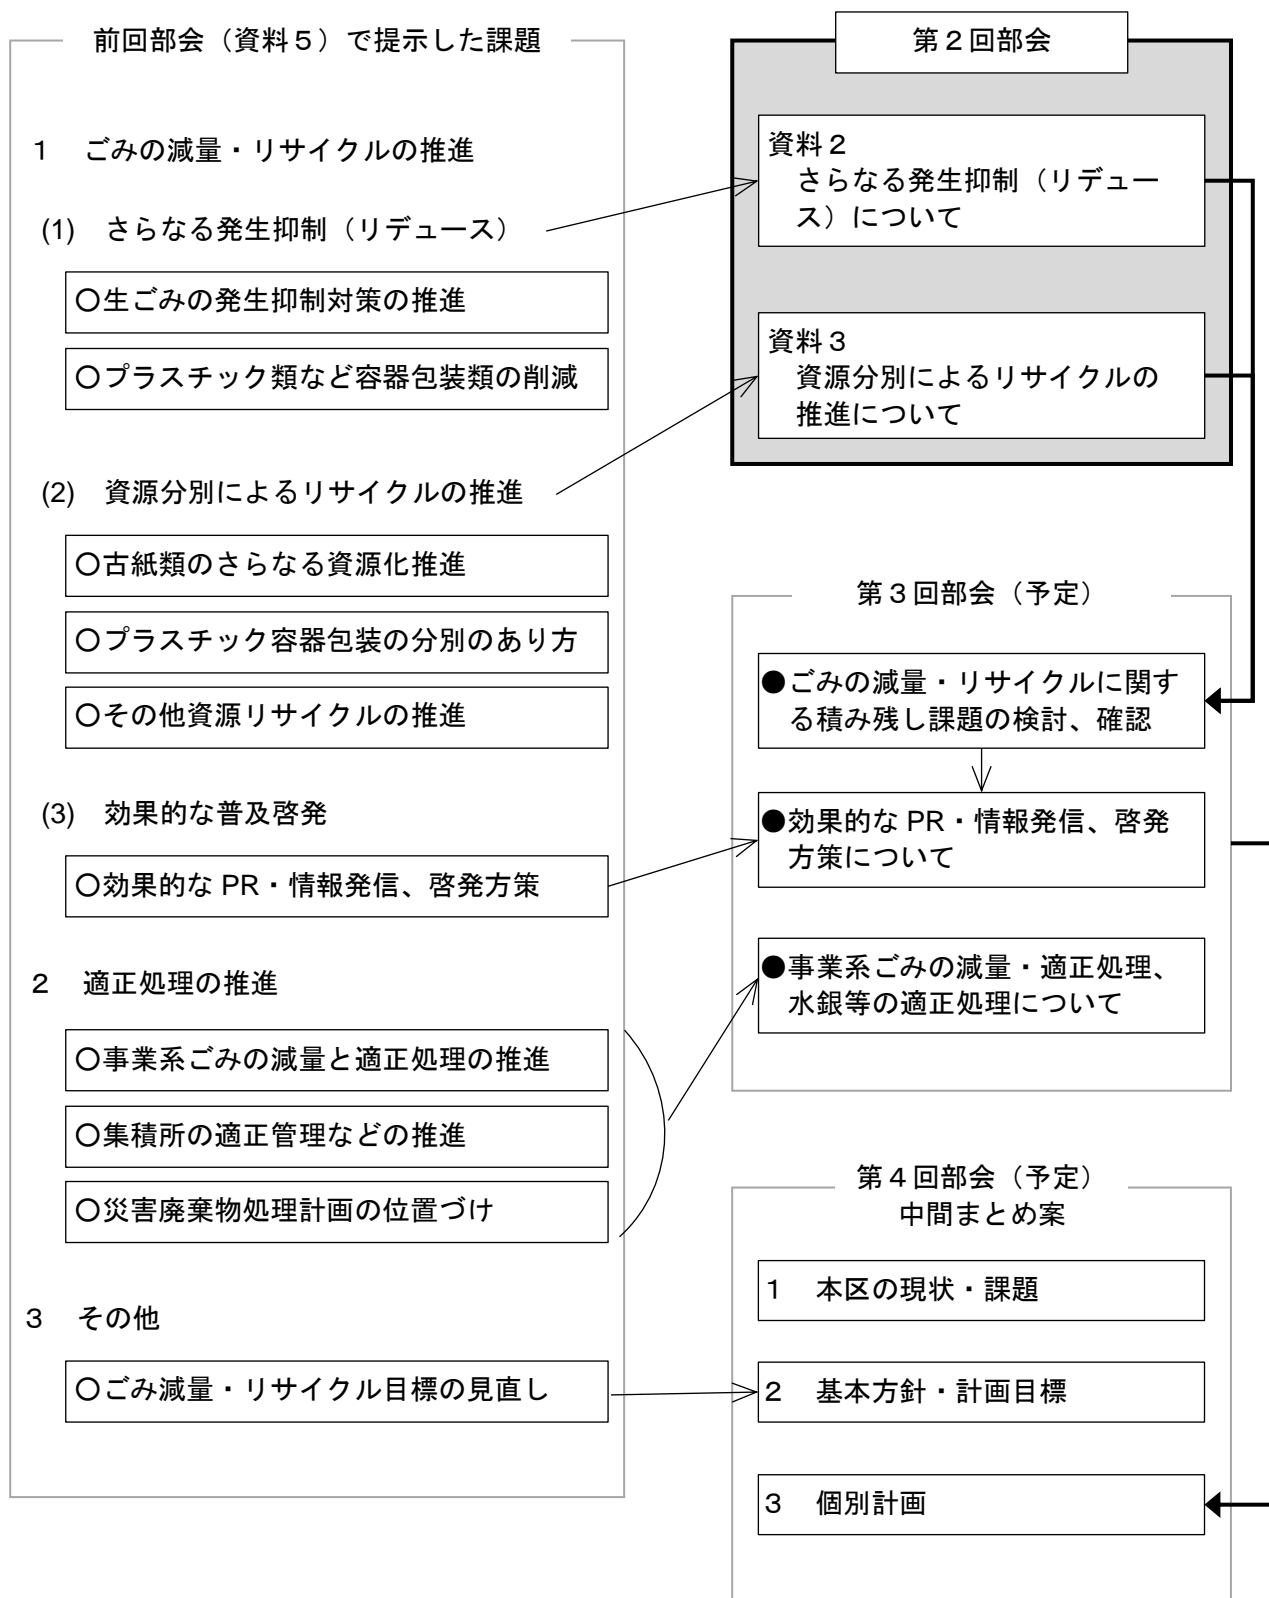 前回部会（資料５）で提示した課題
１　ごみの減量・リサイクルの推進
(1)　さらなる発生抑制（リデュース）
〇生ごみの発生抑制対策の推進
〇プラスチック類など容器包装類の削減
(2)　資源分別によるリサイクルの推進
〇古紙類のさらなる資源化推進
〇プラスチック容器包装の分別のあり方
〇その他資源リサイクルの推進
(3)　効果的な普及啓発
〇効果的な PR・情報発信、啓発方策
２　適正処理の推進
〇事業系ごみの減量と適正処理の推進
〇集積所の適正管理などの推進
〇災害廃棄物処理計画の位置づけ
３　その他
〇ごみ減量・リサイクル目標の見直し
第２回部会
資料２
さらなる発生抑制（リデュー
ス）について
資料３
資源分別によるリサイクルの
推進について
第３回部会（予定）
●ごみの減量・リサイクルに関す
る積み残し課題の検討、確認
●効果的な PR・情報発信、啓発
方策について
●事業系ごみの減量・適正処理、
水銀等の適正処理について
第４回部会（予定）
中間まとめ案
１　本区の現状・課題
２　基本方針・計画目標
３　個別計画